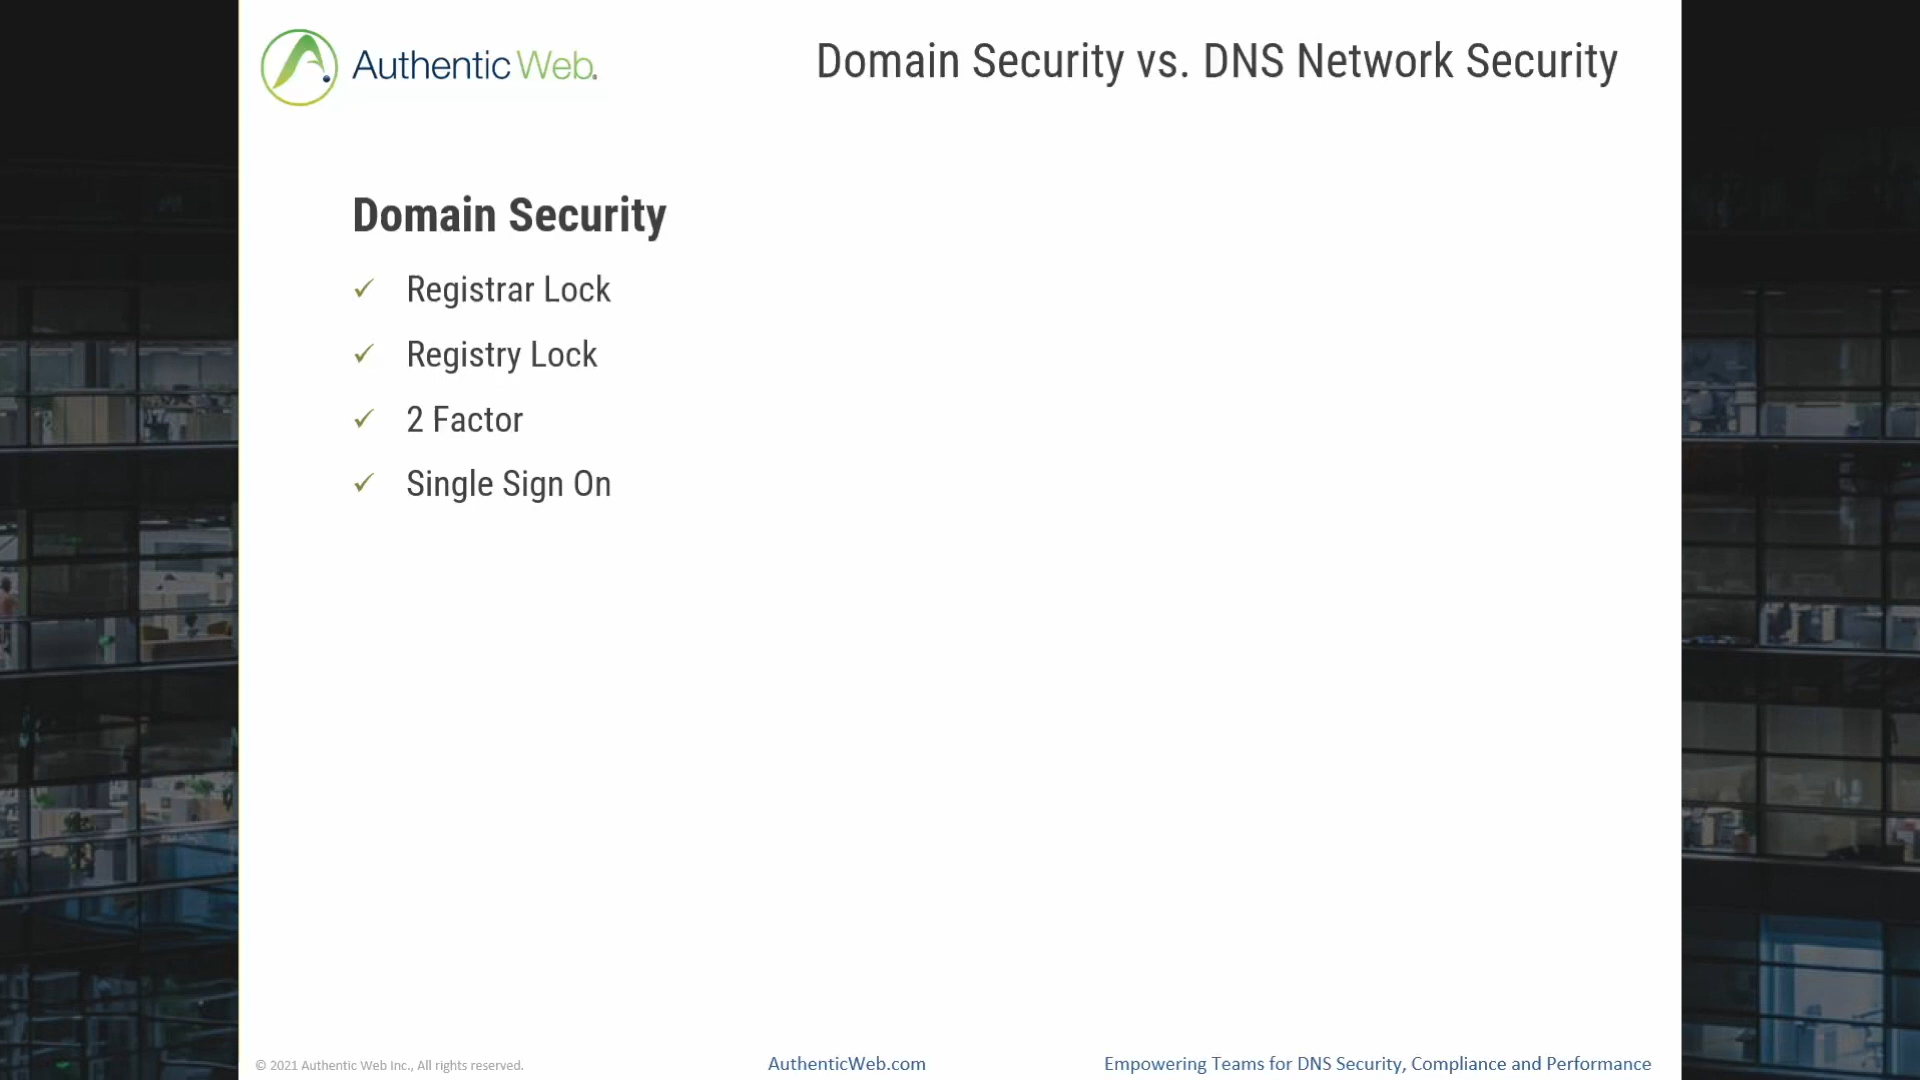 Authentic Web.
Domain Security vs. DNS Network Security
Domain Security
✓ Registrar Lock
✓ Registry Lock
✓ 2 Factor
✓ Single Sign On
© 2021 Authentic Web Inc., All rights reserved.
AuthenticWeb.com
Empowering Teams for DNS Security, Compliance and Performance